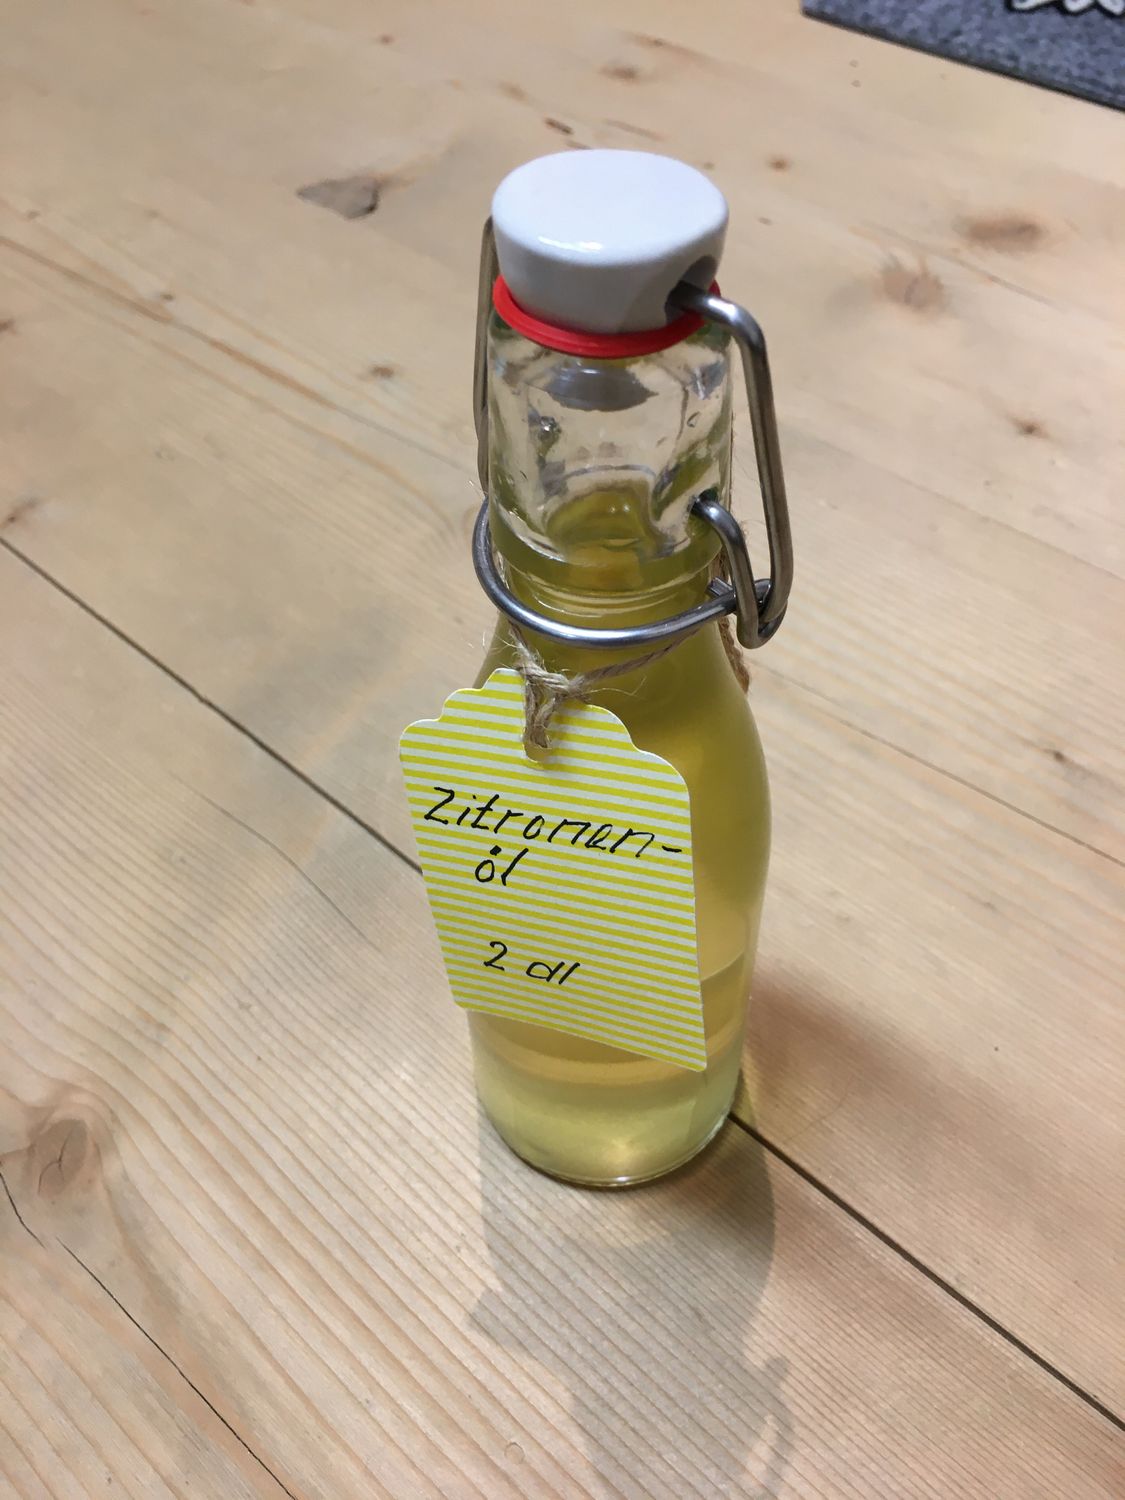 Zitronen-
öl
2 dl